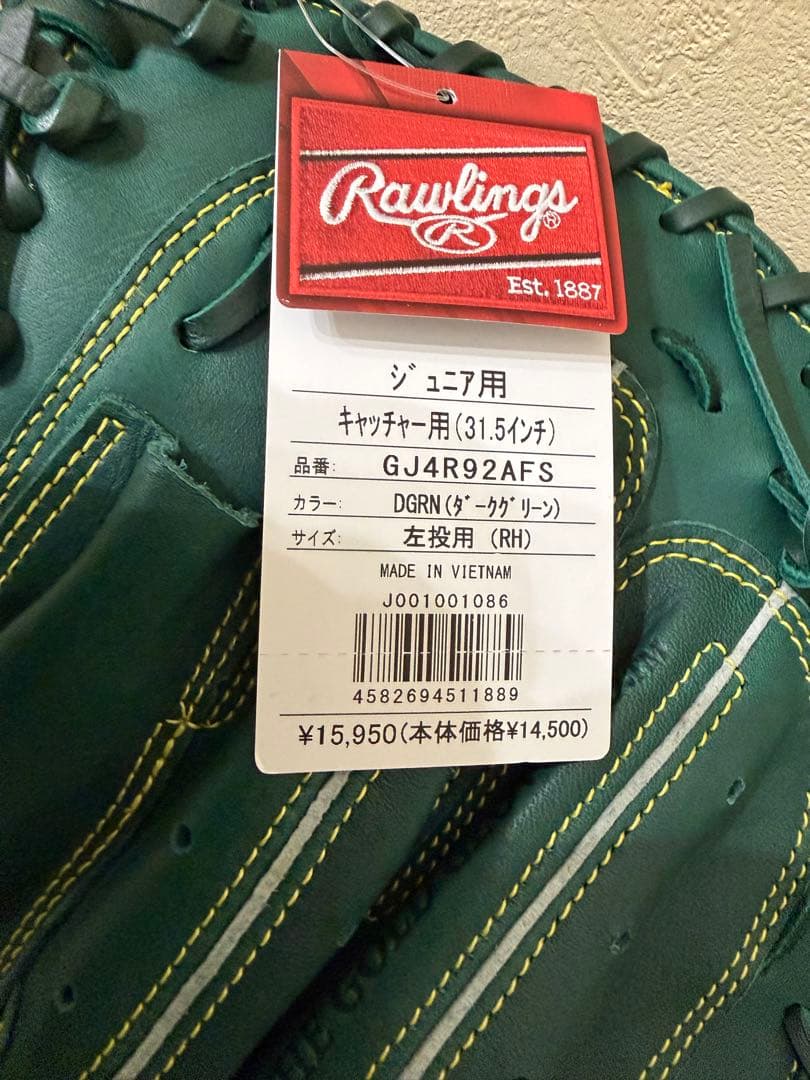 Rawlings®
R
Est. 1887
ジュニア用
キャッチャー用(31.5インチ)
品番: GJ4R92AFS
カラー: DGRN(ダークグリーン)
サイズ: 左投用 (RH)
MADE IN VIETNAM
J001001086
4582694511889
¥15,950(本体価格¥14,500)
THE GOLD